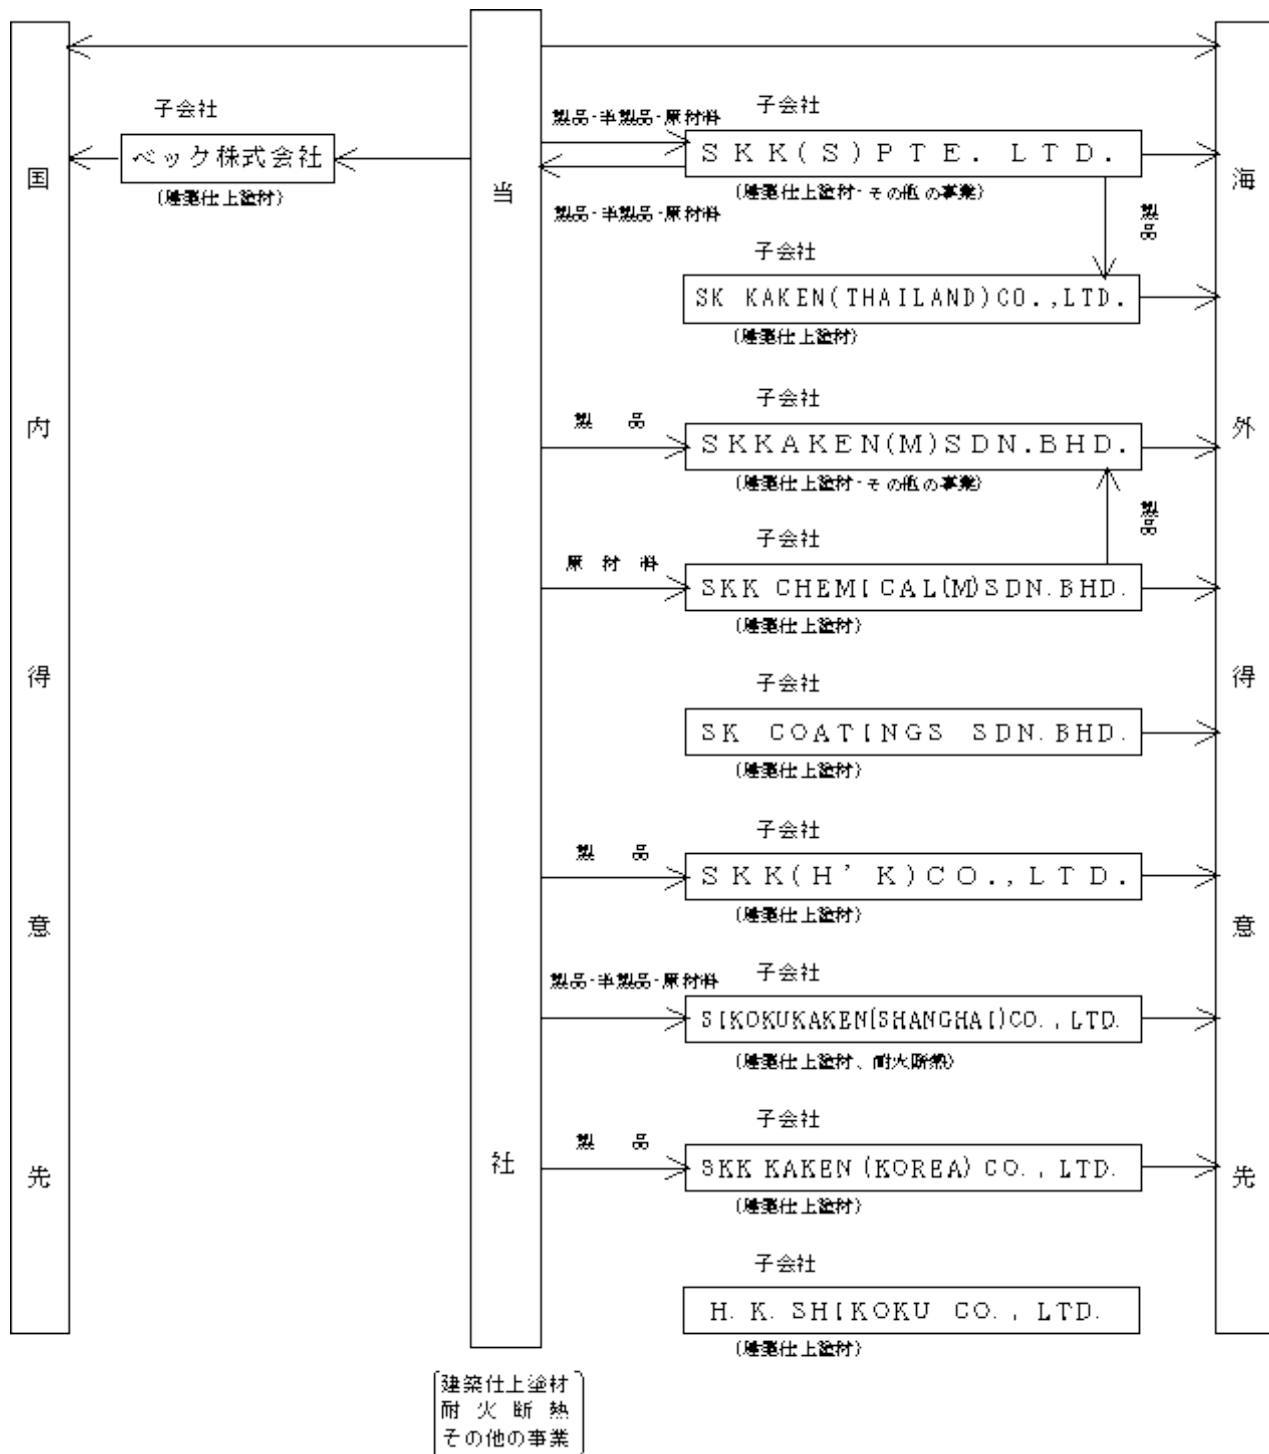 国内得意先
子会社
ベック株式会社
(建築仕上塗材)
当社
建築仕上塗材
耐火断熱
その他の事業
製品・半製品・原材料
子会社
SKK(S)PTE. LTD.
(建築仕上塗材・その他の事業)
製品・半製品・原材料
製品
子会社
SK KAKEN(THAILAND)CO.,LTD.
(建築仕上塗材)
製品
子会社
SKKAKEN(M)SDN.BHD.
(建築仕上塗材・その他の事業)
製品
原材料
子会社
SKK CHEMICAL(M)SDN.BHD.
(建築仕上塗材)
子会社
SK COATINGS SDN.BHD.
(建築仕上塗材)
製品
子会社
SKK(H'K)CO.,LTD.
(建築仕上塗材)
製品・半製品・原材料
子会社
SIKOKUKAKEN(SHANGHAI)CO.,LTD.
(建築仕上塗材、耐火断熱)
製品
子会社
SKK KAKEN (KOREA) CO., LTD.
(建築仕上塗材)
子会社
H. K. SHIKOKU CO., LTD.
(建築仕上塗材)
海外得意先